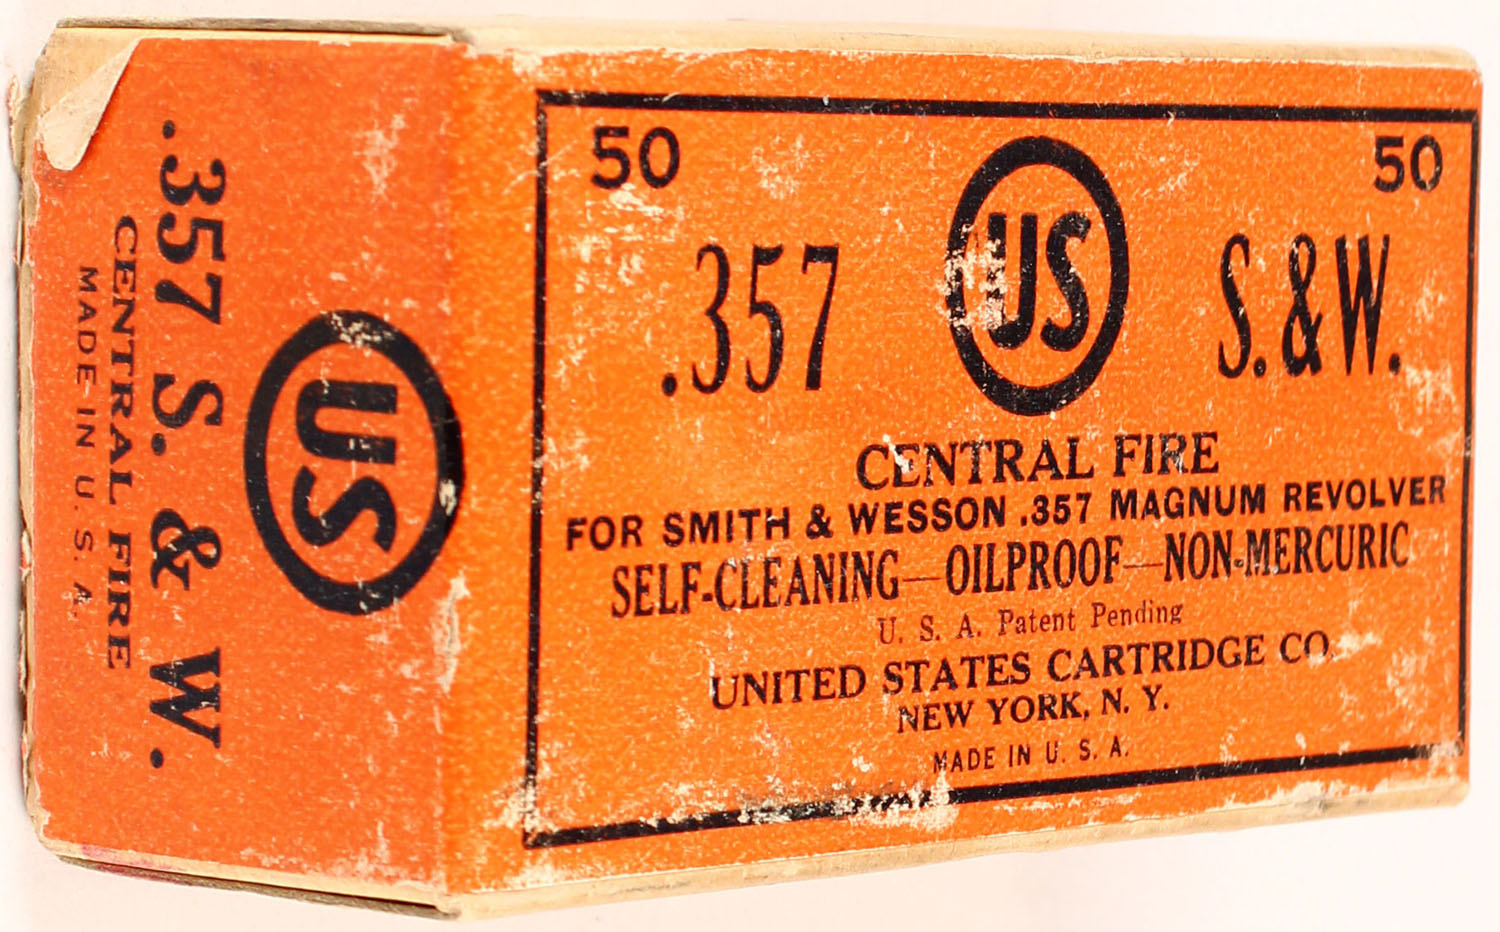 50
50
.357
US
S.&W.
CENTRAL FIRE
FOR SMITH & WESSON .357 MAGNUM REVOLVER
SELF-CLEANING—OILPROOF—NON-MERCURIC
U. S. A. Patent Pending
UNITED STATES CARTRIDGE CO.
NEW YORK, N. Y.
MADE IN U. S. A.
US
.357 S. & W.
CENTRAL FIRE
MADE IN U. S. A.